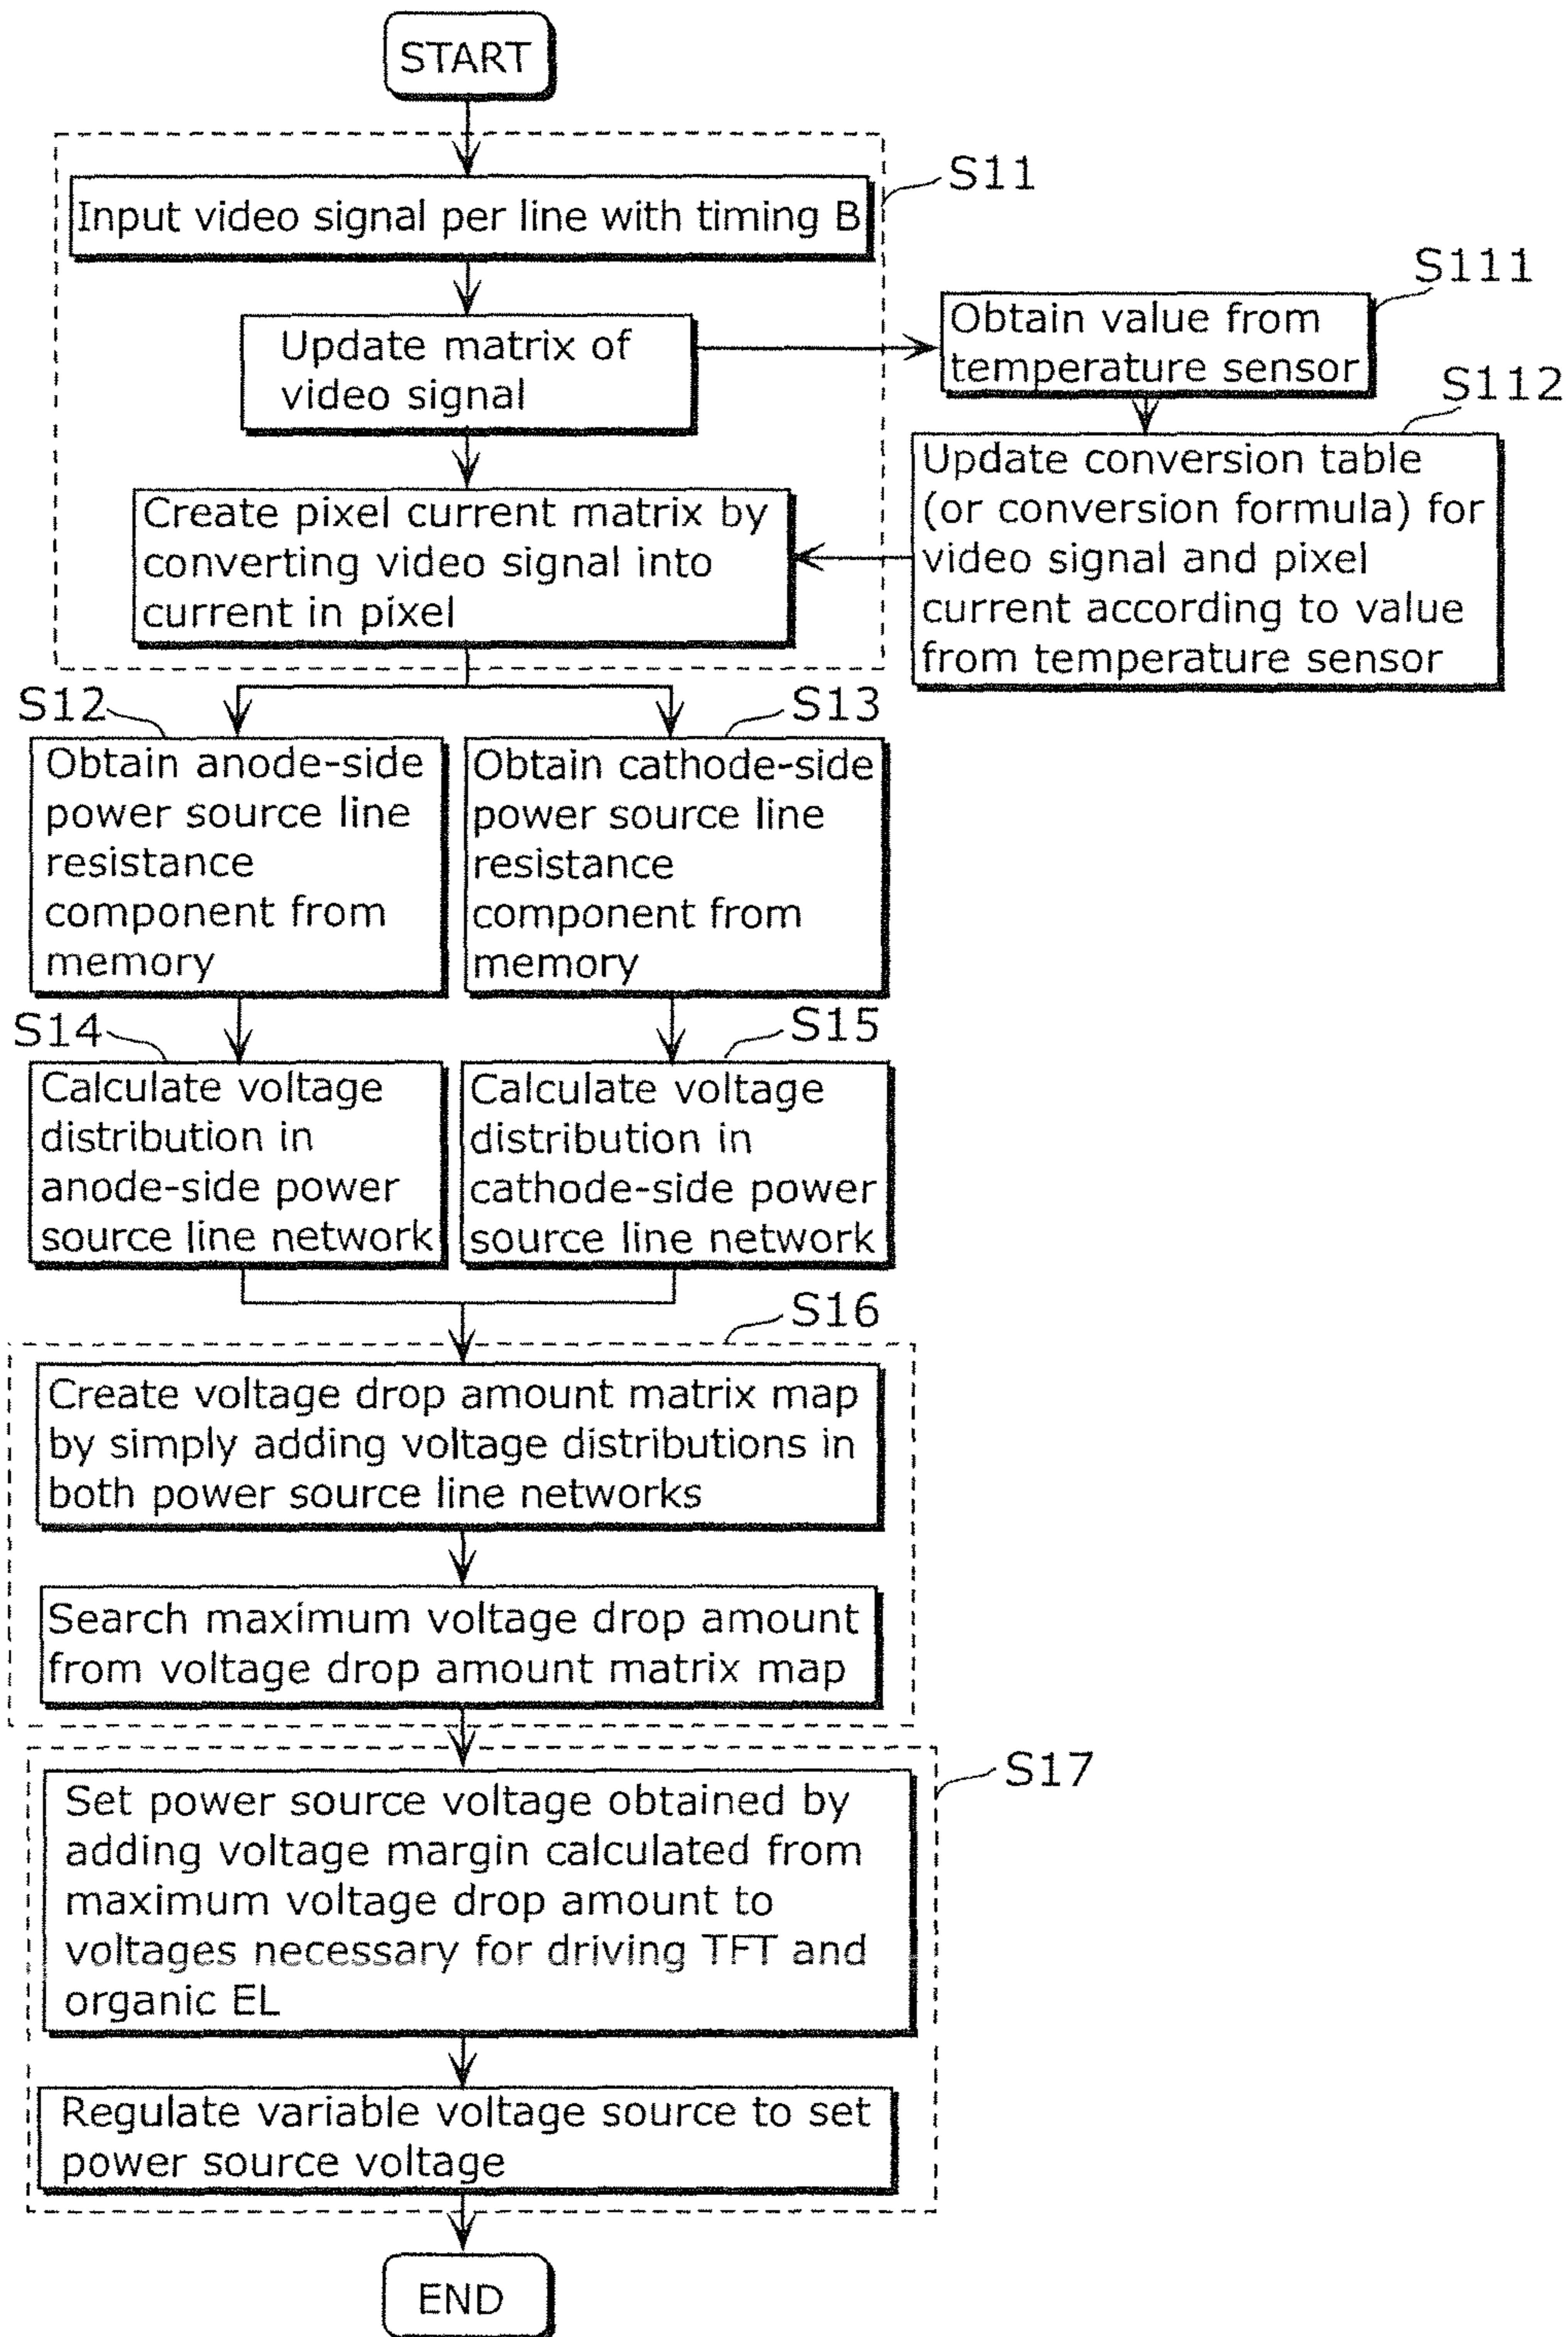 START
S11
Input video signal per line with timing B
S111
Update matrix of
video signal
Obtain value from
temperature sensor
S112
Create pixel current matrix by
converting video signal into
current in pixel
Update conversion table
(or conversion formula) for
video signal and pixel
current according to value
from temperature sensor
S12
S13
Obtain anode-side
power source line
resistance
component from
memory
Obtain cathode-side
power source line
resistance
component from
memory
S14
S15
Calculate voltage
distribution in
anode-side power
source line network
Calculate voltage
distribution in
cathode-side power
source line network
S16
Create voltage drop amount matrix map
by simply adding voltage distributions in
both power source line networks
Search maximum voltage drop amount
from voltage drop amount matrix map
S17
Set power source voltage obtained by
adding voltage margin calculated from
maximum voltage drop amount to
voltages necessary for driving TFT and
organic EL
Regulate variable voltage source to set
power source voltage
END